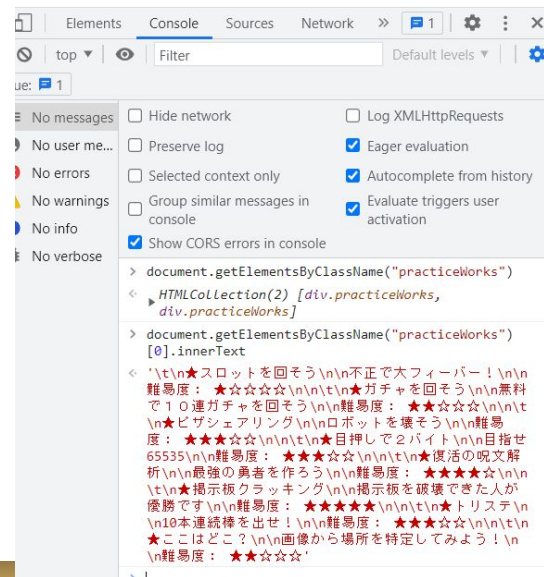 Elements Console Sources Network » 1
top ▼ Filter Default levels ▼
ue: 1
No messages
No user me...
No errors
No warnings
No info
No verbose
Hide network Log XMLHttpRequests
Preserve log Eager evaluation
Selected context only Autocomplete from history
Group similar messages in Evaluate triggers user
console activation
Show CORS errors in console
> document.getElementsByClassName("practiceWorks")
HTMLCollection(2) [div.practiceWorks,
div.practiceWorks]
> document.getElementsByClassName("practiceWorks")
[0].innerText
'\t\n★スロットを回そう\n\n不正で大フィーバー！\n\n
難易度： ★☆☆☆☆\n\n\t\n★ガチャを回そう\n\n無料
で１０連ガチャを回そう\n\n難易度： ★★☆☆☆\n\n\t
\n★ピザシェアリング\n\nロボットを壊そう\n\n難易
度： ★★★☆☆\n\n\t\n★目押しで２バイト\n\n目指せ
65535\n\n難易度： ★★★☆☆\n\n\t\n★復活の呪文解
析\n\n最強の勇者を作ろう\n\n難易度： ★★★★☆\n\n
\t\n★掲示板クラッキング\n\n掲示板を破壊できた人が
優勝です\n\n難易度： ★★★★★\n\n\t\n★トリステ\n
\n10本連続棒を出せ！\n\n難易度： ★★★☆☆\n\n\t\n
★ここはどこ？\n\n画像から場所を特定してみよう！\n
\n難易度： ★★☆☆☆'
>